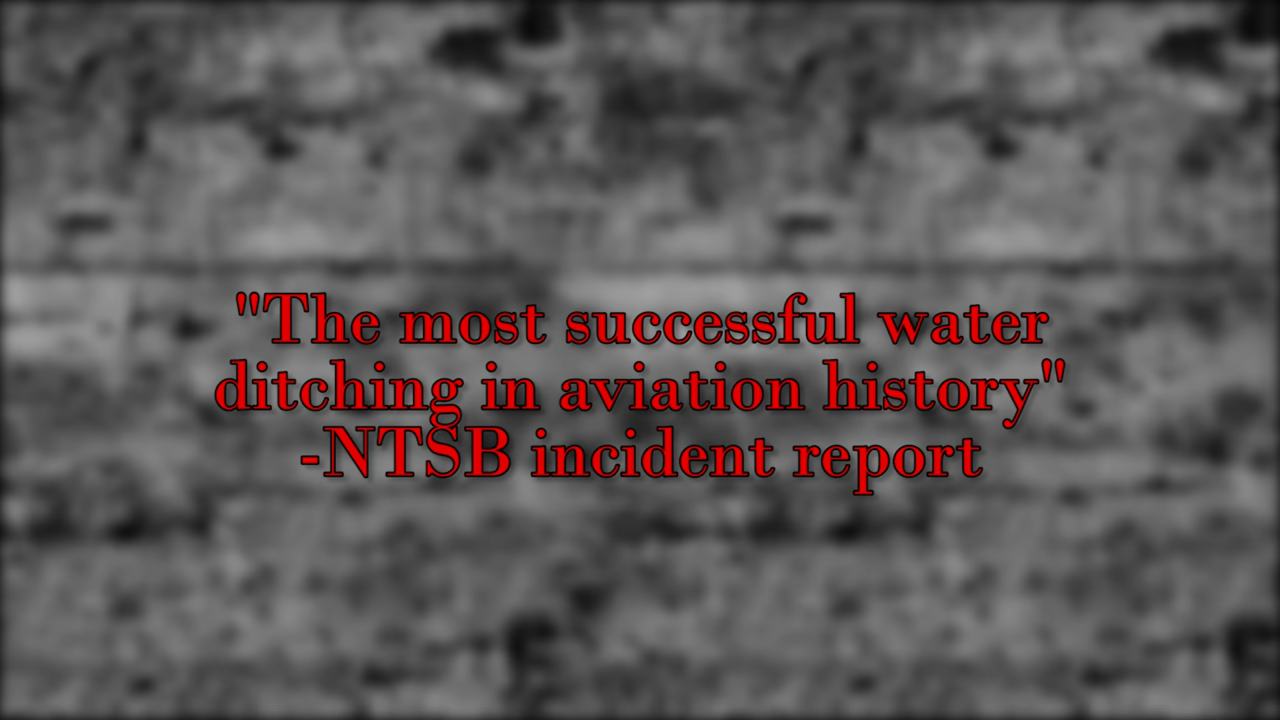 "The most successful water
ditching in aviation history"
-NTSB incident report